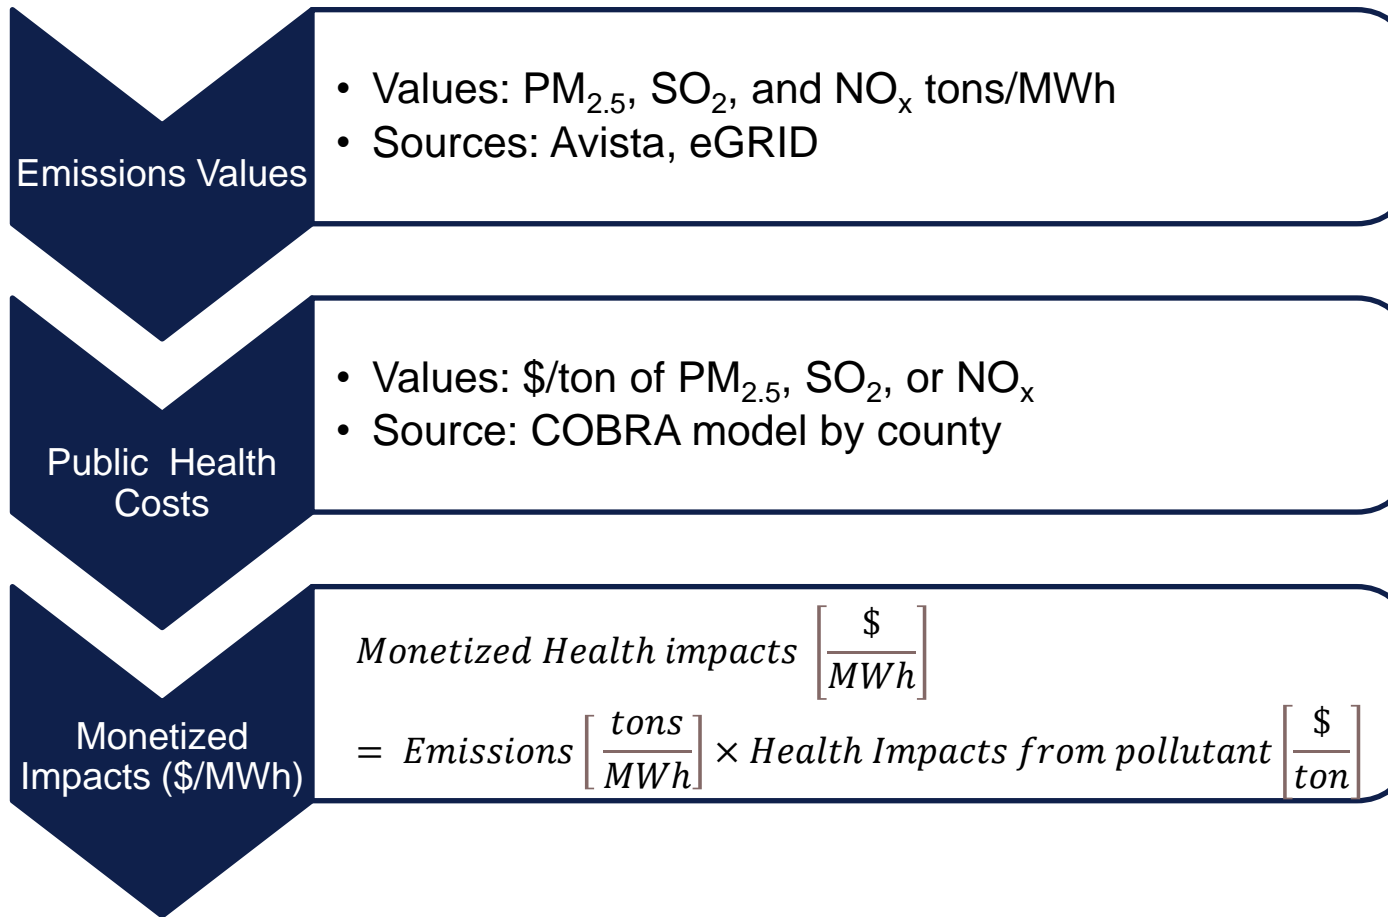 • Values: PM₂.₅, SO₂, and NOₓ tons/MWh
• Sources: Avista, eGRID
Emissions Values
• Values: $/ton of PM₂.₅, SO₂, or NOₓ
• Source: COBRA model by county
Public  Health
Costs
Monetized Health impacts [$/MWh]
= Emissions [tons/MWh] × Health Impacts from pollutant [$/ton]
Monetized
Impacts ($/MWh)